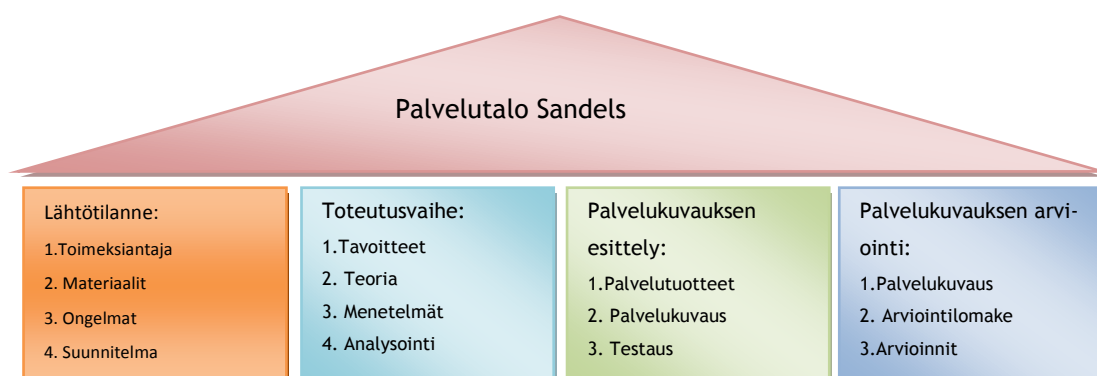 Palvelutalo Sandels
Lähtötilanne:
1.Toimeksiantaja
2. Materiaalit
3. Ongelmat
4. Suunnitelma
Toteutusvaihe:
1.Tavoitteet
2. Teoria
3. Menetelmät
4. Analysointi
Palvelukuvauksen
esittely:
1.Palvelutuotteet
2. Palvelukuvaus
3. Testaus
Palvelukuvauksen arvi-
ointi:
1.Palvelukuvaus
2. Arviointilomake
3.Arvioinnit